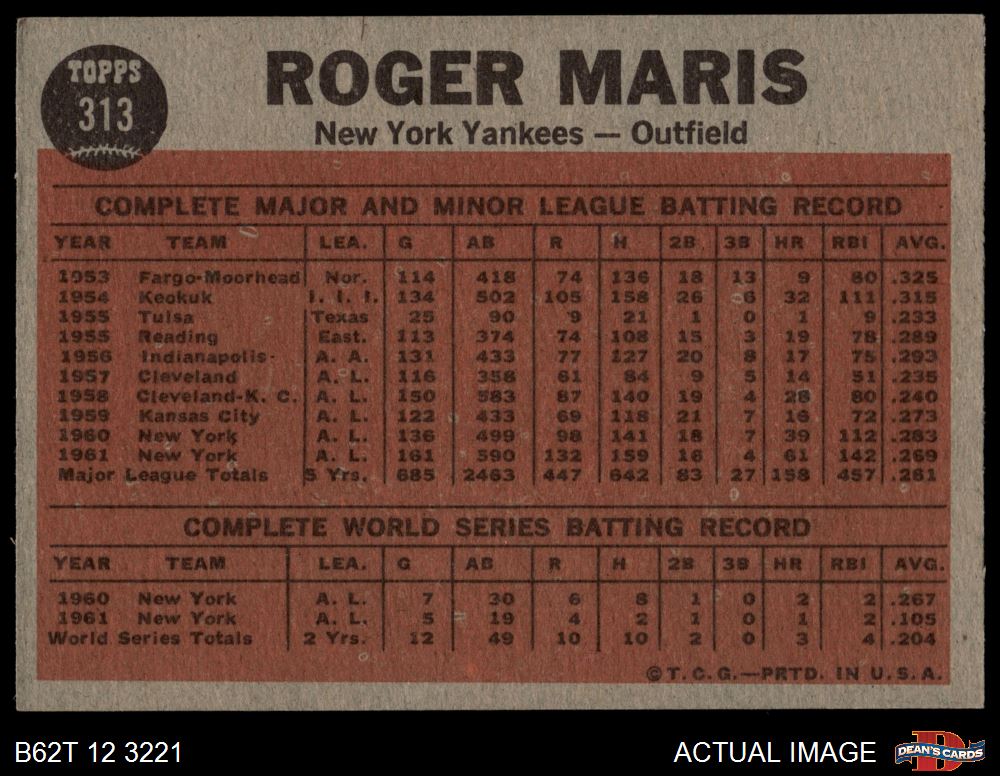 TOPPS
313
ROGER MARIS
New York Yankees — Outfield
COMPLETE MAJOR AND MINOR LEAGUE BATTING RECORD
YEAR TEAM LEA. G AB R H 2B 3B HR RBI AVG.
1953 Fargo-Moorhead Nor. 114 418 74 136 18 13 9 80 .325
1954 Keokuk I. I. I. 134 502 105 158 26 6 32 111 .315
1955 Tulsa Texas 25 90 9 21 1 0 1 9 .233
1955 Reading East. 113 374 74 108 15 3 19 78 .289
1956 Indianapolis A. A. 131 433 77 127 20 8 17 75 .293
1957 Cleveland A. L. 116 358 61 84 9 5 14 51 .235
1958 Cleveland-K. C. A. L. 150 583 87 140 19 4 28 80 .240
1959 Kansas City A. L. 122 433 69 118 21 7 16 72 .273
1960 New York A. L. 136 499 98 141 18 7 39 112 .283
1961 New York A. L. 161 590 132 159 16 4 61 142 .269
Major League Totals 5 Yrs. 685 2463 447 642 83 27 158 457 .261
COMPLETE WORLD SERIES BATTING RECORD
YEAR TEAM LEA. G AB R H 2B 3B HR RBI AVG.
1960 New York A. L. 7 30 6 8 1 0 2 2 .267
1961 New York A. L. 5 19 4 2 1 0 1 2 .105
World Series Totals 2 Yrs. 12 49 10 10 2 0 3 4 .204
©T.C.G.—PRTD. IN U.S.A.
B62T 12 3221
ACTUAL IMAGE
DEAN'S CARDS